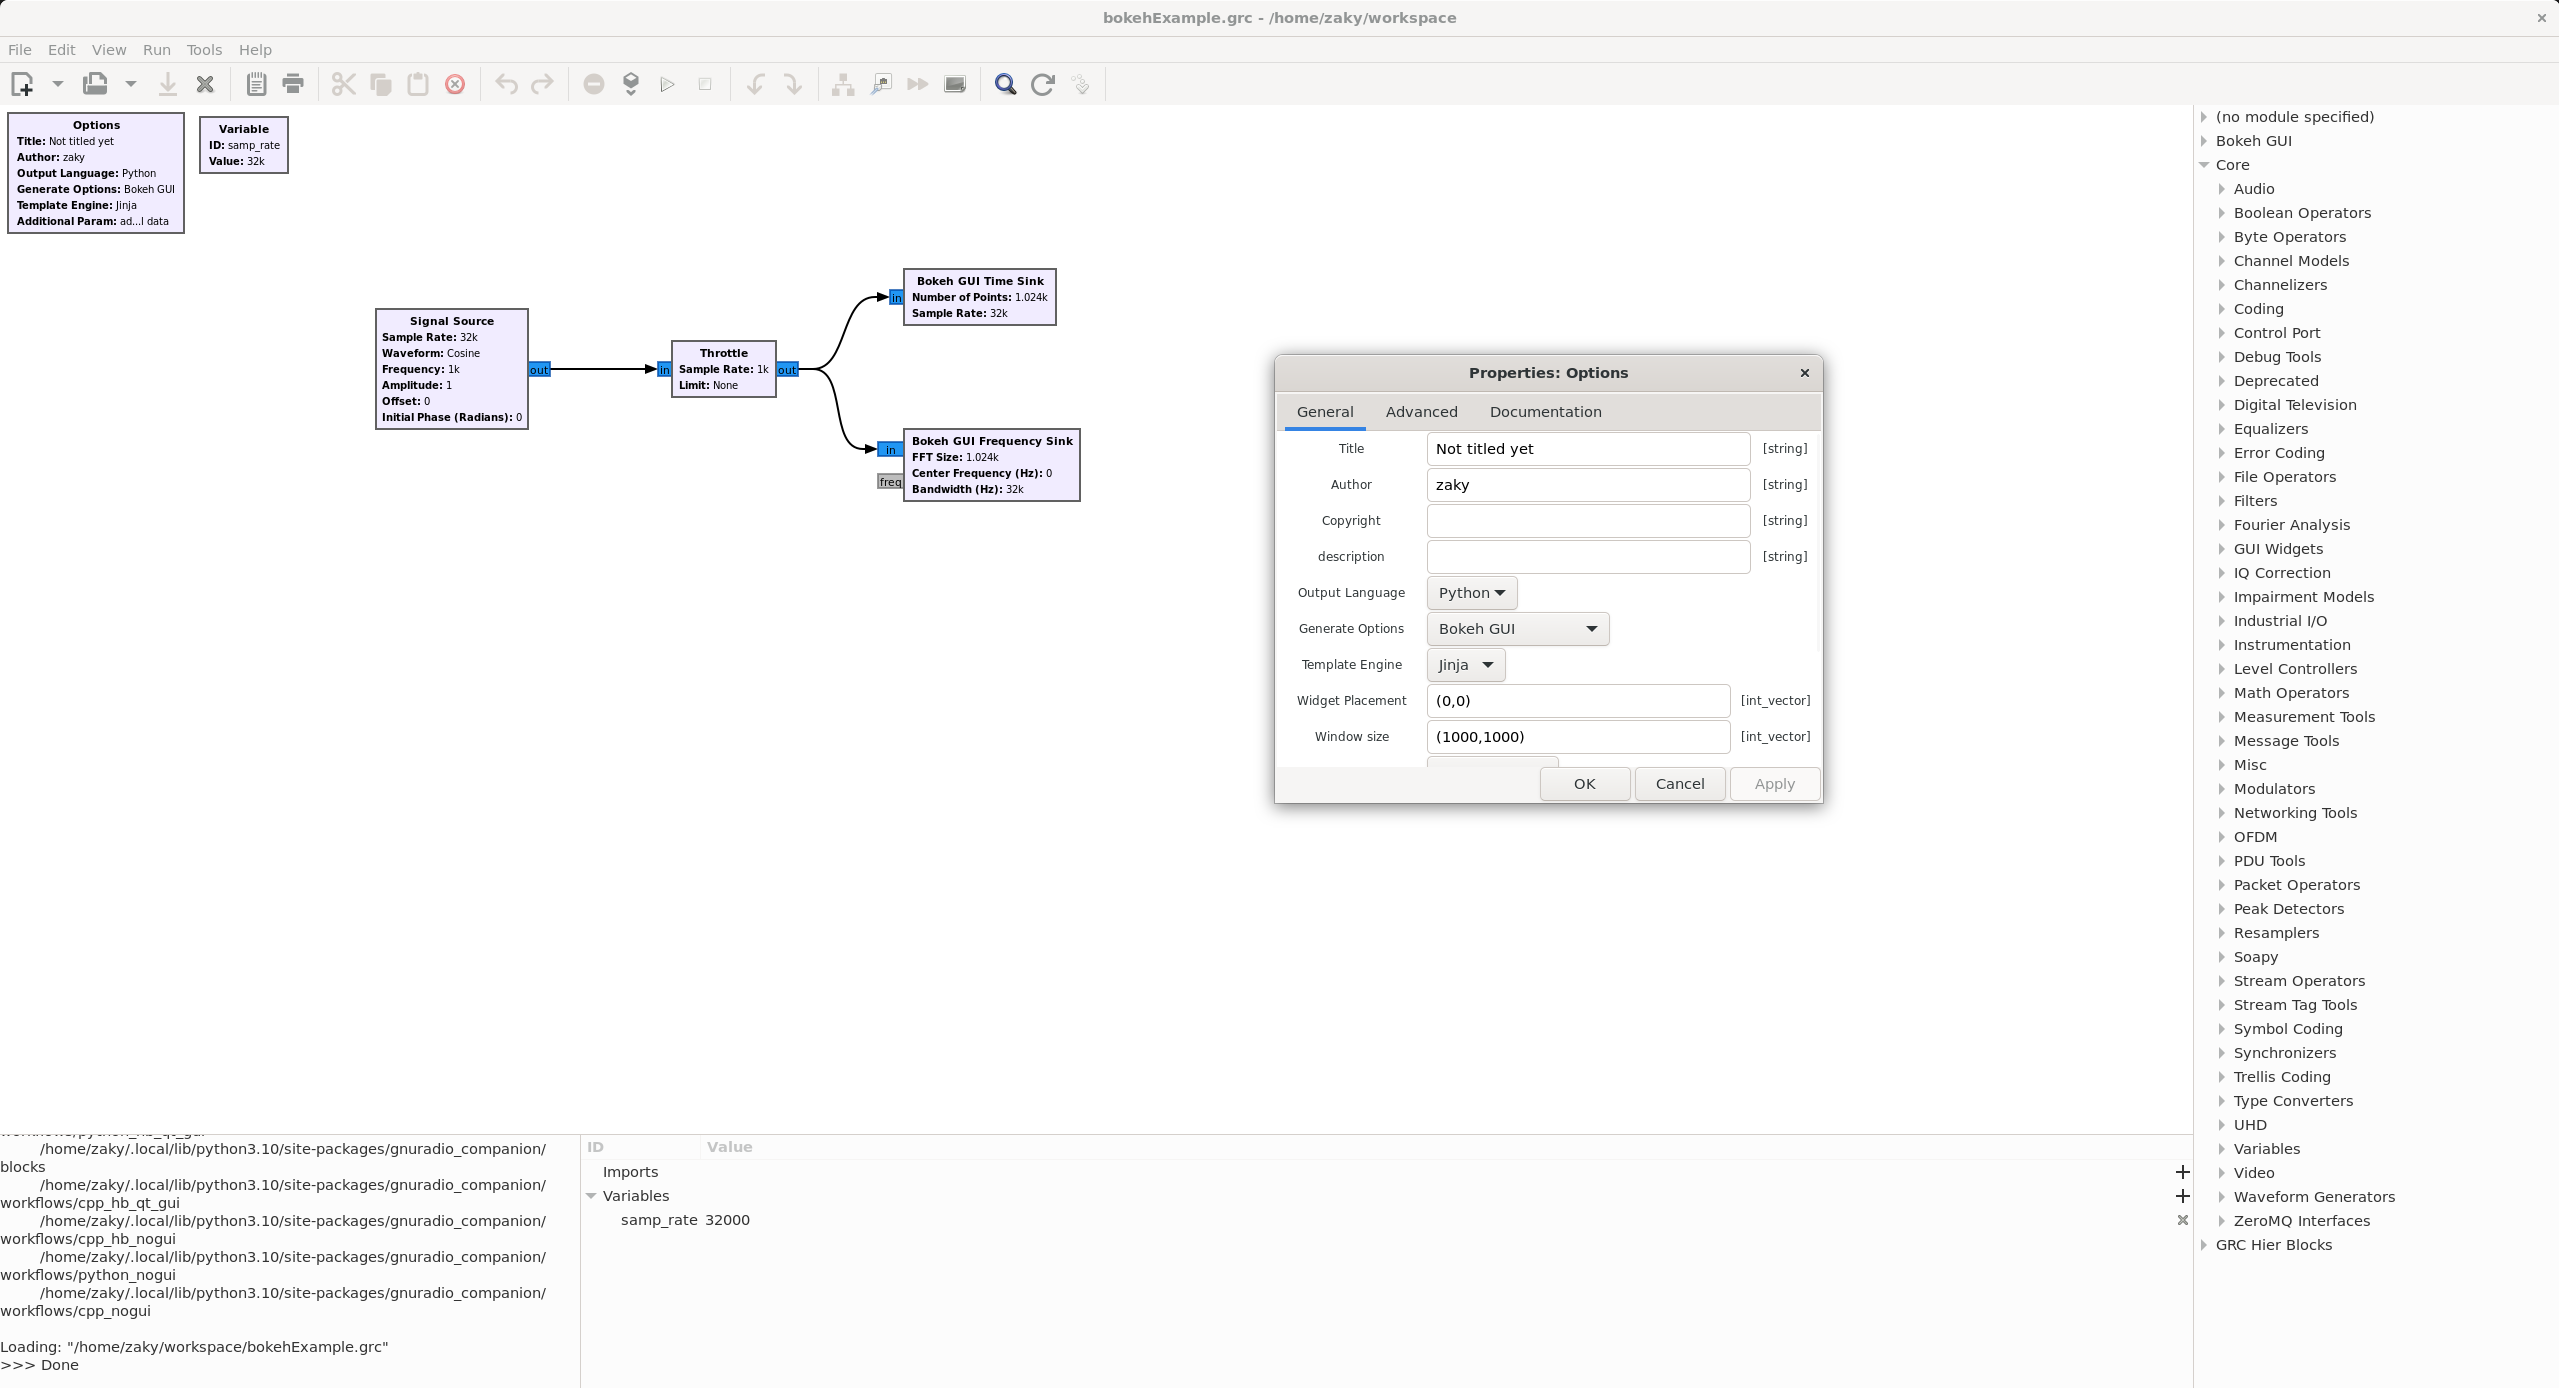 bokehExample.grc - /home/zaky/workspace
File Edit View Run Tools Help
Options
Title: Not titled yet
Author: zaky
Output Language: Python
Generate Options: Bokeh GUI
Template Engine: Jinja
Additional Param: ad...l data
Variable
ID: samp_rate
Value: 32k
Signal Source
Sample Rate: 32k
Waveform: Cosine
Frequency: 1k
Amplitude: 1
Offset: 0
Initial Phase (Radians): 0
out
in
Throttle
Sample Rate: 1k
Limit: None
out
in
Bokeh GUI Time Sink
Number of Points: 1.024k
Sample Rate: 32k
in
freq
Bokeh GUI Frequency Sink
FFT Size: 1.024k
Center Frequency (Hz): 0
Bandwidth (Hz): 32k
Properties: Options
General Advanced Documentation
Title Not titled yet [string]
Author zaky [string]
Copyright [string]
description [string]
Output Language Python
Generate Options Bokeh GUI
Template Engine Jinja
Widget Placement (0,0) [int_vector]
Window size (1000,1000) [int_vector]
OK Cancel Apply
(no module specified)
Bokeh GUI
Core
Audio
Boolean Operators
Byte Operators
Channel Models
Channelizers
Coding
Control Port
Debug Tools
Deprecated
Digital Television
Equalizers
Error Coding
File Operators
Filters
Fourier Analysis
GUI Widgets
IQ Correction
Impairment Models
Industrial I/O
Instrumentation
Level Controllers
Math Operators
Measurement Tools
Message Tools
Misc
Modulators
Networking Tools
OFDM
PDU Tools
Packet Operators
Peak Detectors
Resamplers
Soapy
Stream Operators
Stream Tag Tools
Symbol Coding
Synchronizers
Trellis Coding
Type Converters
UHD
Variables
Video
Waveform Generators
ZeroMQ Interfaces
GRC Hier Blocks
workflows/python_hb_qt_gui
/home/zaky/.local/lib/python3.10/site-packages/gnuradio_companion/
blocks
/home/zaky/.local/lib/python3.10/site-packages/gnuradio_companion/
workflows/cpp_hb_qt_gui
/home/zaky/.local/lib/python3.10/site-packages/gnuradio_companion/
workflows/cpp_hb_nogui
/home/zaky/.local/lib/python3.10/site-packages/gnuradio_companion/
workflows/python_nogui
/home/zaky/.local/lib/python3.10/site-packages/gnuradio_companion/
workflows/cpp_nogui
Loading: "/home/zaky/workspace/bokehExample.grc"
>>> Done
ID Value
Imports
Variables
samp_rate 32000